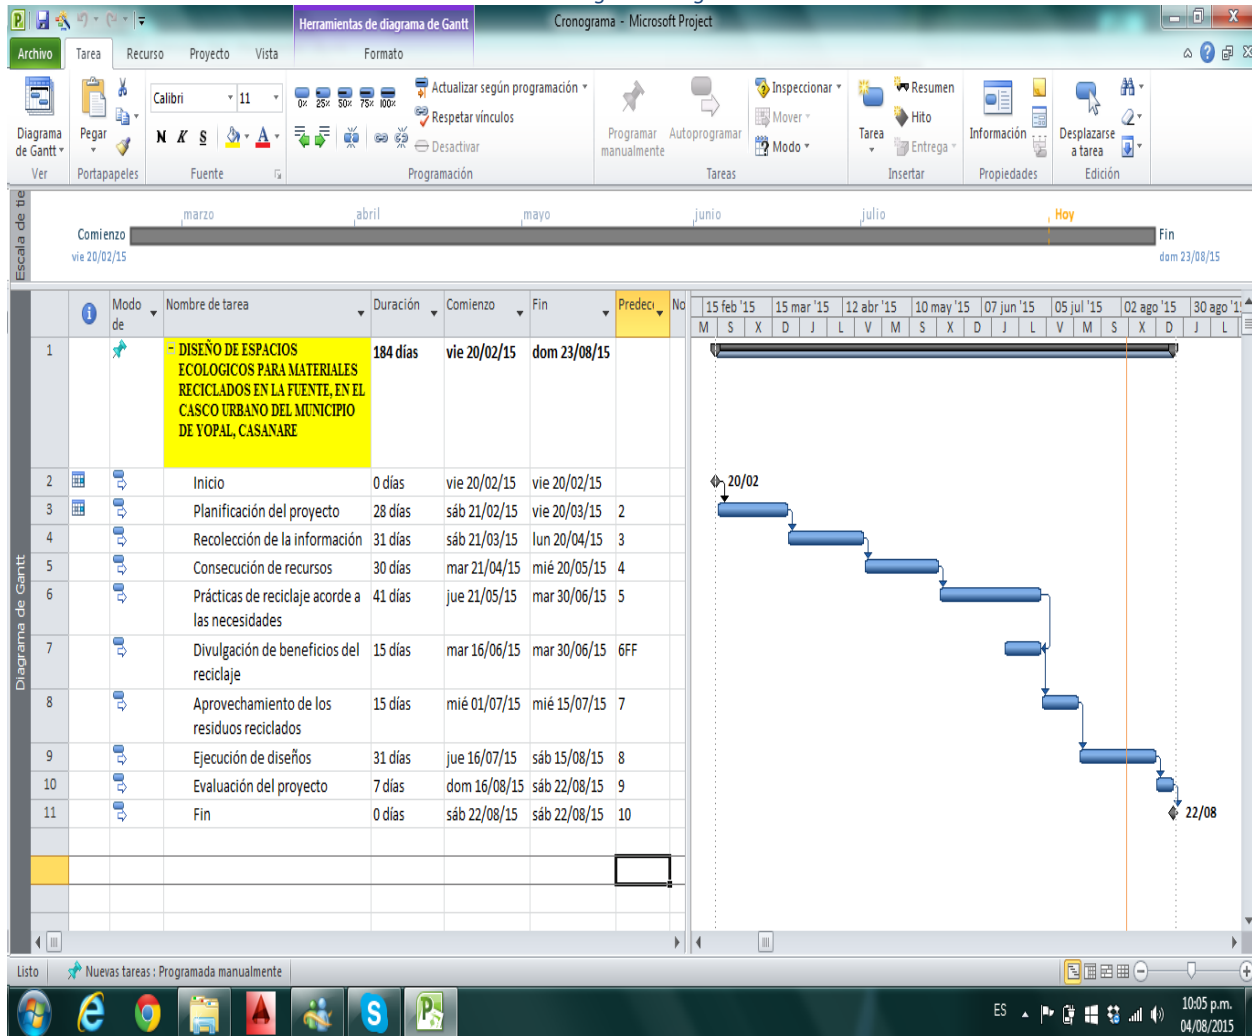 Herramientas de diagrama de Gantt
Cronograma - Microsoft Project
Archivo Tarea Recurso Proyecto Vista Formato
Diagrama de Gantt
Ver
Pegar
Portapapeles
Calibri 11
N K S A
Fuente
0% 25% 50% 75% 100%
Actualizar según programación
Respetar vínculos
Desactivar
Programación
Programar manualmente
Autoprogramar
Inspeccionar
Mover
Modo
Tareas
Tarea
Resumen
Hito
Entrega
Insertar
Información
Propiedades
Desplazarse a tarea
Edición
Escala de tie
marzo abril mayo junio julio Hoy
Comienzo
vie 20/02/15
Fin
dom 23/08/15
Modo de Nombre de tarea Duración Comienzo Fin Predec No
15 feb '15 15 mar '15 12 abr '15 10 may '15 07 jun '15 05 jul '15 02 ago '15 30 ago '1
M S X D J L V M S X D J L V M S X D J L
1 DISEÑO DE ESPACIOS
ECOLOGICOS PARA MATERIALES
RECICLADOS EN LA FUENTE, EN EL
CASCO URBANO DEL MUNICIPIO
DE YOPAL, CASANARE
184 días vie 20/02/15 dom 23/08/15
2 Inicio 0 días vie 20/02/15 vie 20/02/15
20/02
3 Planificación del proyecto 28 días sáb 21/02/15 vie 20/03/15 2
4 Recolección de la información 31 días sáb 21/03/15 lun 20/04/15 3
5 Consecución de recursos 30 días mar 21/04/15 mié 20/05/15 4
6 Prácticas de reciclaje acorde a
las necesidades
41 días jue 21/05/15 mar 30/06/15 5
7 Divulgación de beneficios del
reciclaje
15 días mar 16/06/15 mar 30/06/15 6FF
8 Aprovechamiento de los
residuos reciclados
15 días mié 01/07/15 mié 15/07/15 7
9 Ejecución de diseños 31 días jue 16/07/15 sáb 15/08/15 8
10 Evaluación del proyecto 7 días dom 16/08/15 sáb 22/08/15 9
11 Fin 0 días sáb 22/08/15 sáb 22/08/15 10
22/08
Diagrama de Gantt
Listo Nuevas tareas : Programada manualmente
ES
10:05 p.m.
04/08/2015